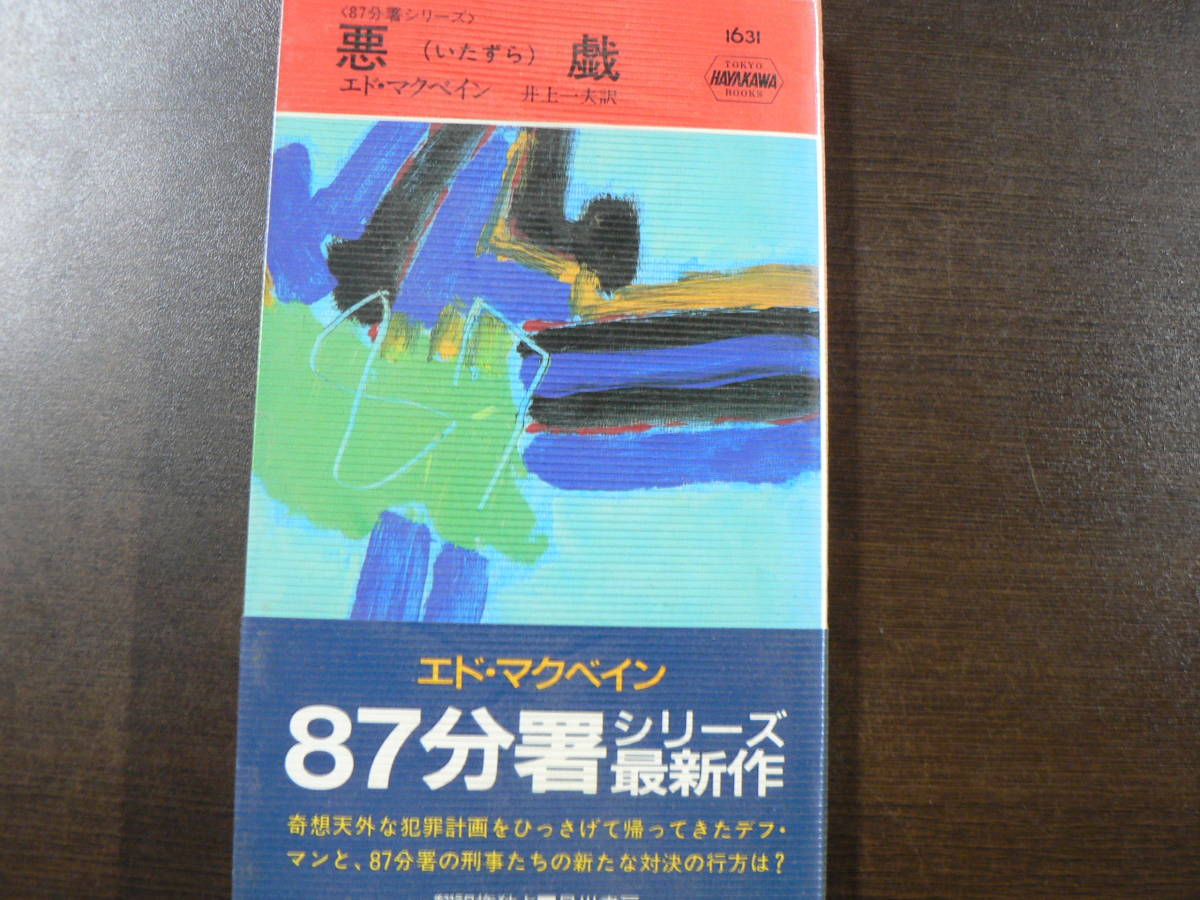 〈87分署シリーズ〉
悪（いたずら）戯
エド・マクベイン 井上一夫訳
1631
TOKYO
HAYAKAWA
BOOKS
エド・マクベイン
87分署シリーズ最新作
奇想天外な犯罪計画をひっさげて帰ってきたデフ・
マンと、87分署の刑事たちの新たな対決の行方は？